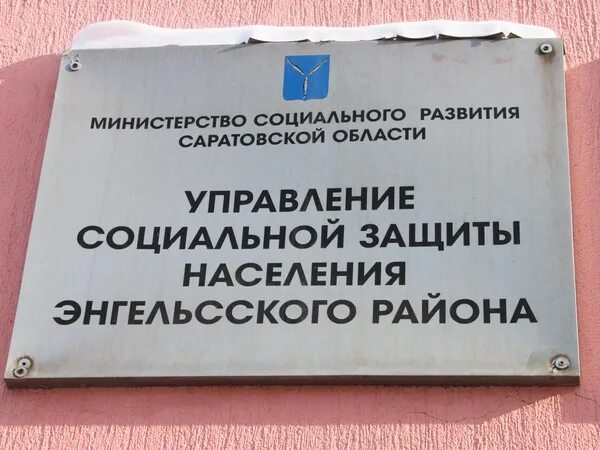 МИНИСТЕРСТВО СОЦИАЛЬНОГО РАЗВИТИЯ
САРАТОВСКОЙ ОБЛАСТИ
УПРАВЛЕНИЕ
СОЦИАЛЬНОЙ ЗАЩИТЫ
НАСЕЛЕНИЯ
ЭНГЕЛЬССКОГО РАЙОНА